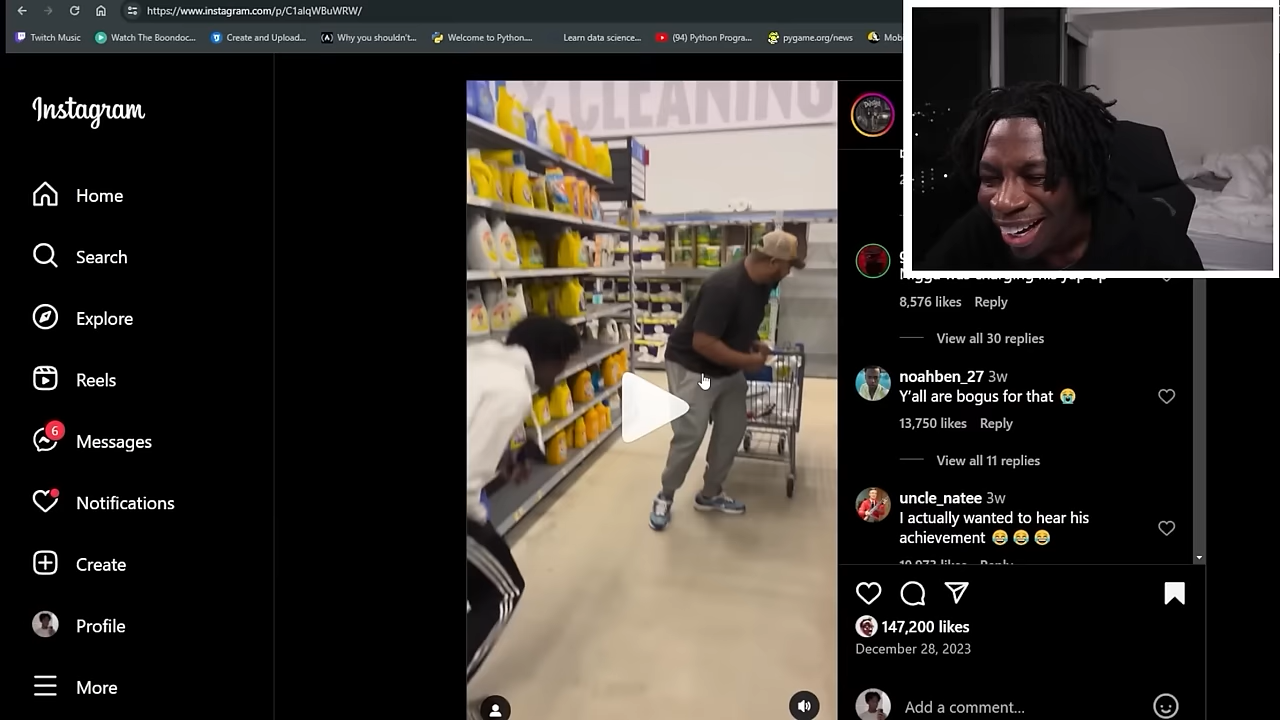 https://www.instagram.com/p/C1alqWBuWRW/
Twitch Music
Watch The Boondoc...
Create and Upload...
Why you shouldn't...
Welcome to Python....
Learn data science...
(94) Python Progra...
pygame.org/news
Mob
Instagram
Home
Search
Explore
Reels
6
Messages
Notifications
Create
Profile
More
& CLEANING
8,576 likes Reply
View all 30 replies
noahben_27 3w
Y'all are bogus for that 😭
13,750 likes Reply
View all 11 replies
uncle_natee 3w
I actually wanted to hear his
achievement 😂 😂 😂
Reply
147,200 likes
December 28, 2023
Add a comment...